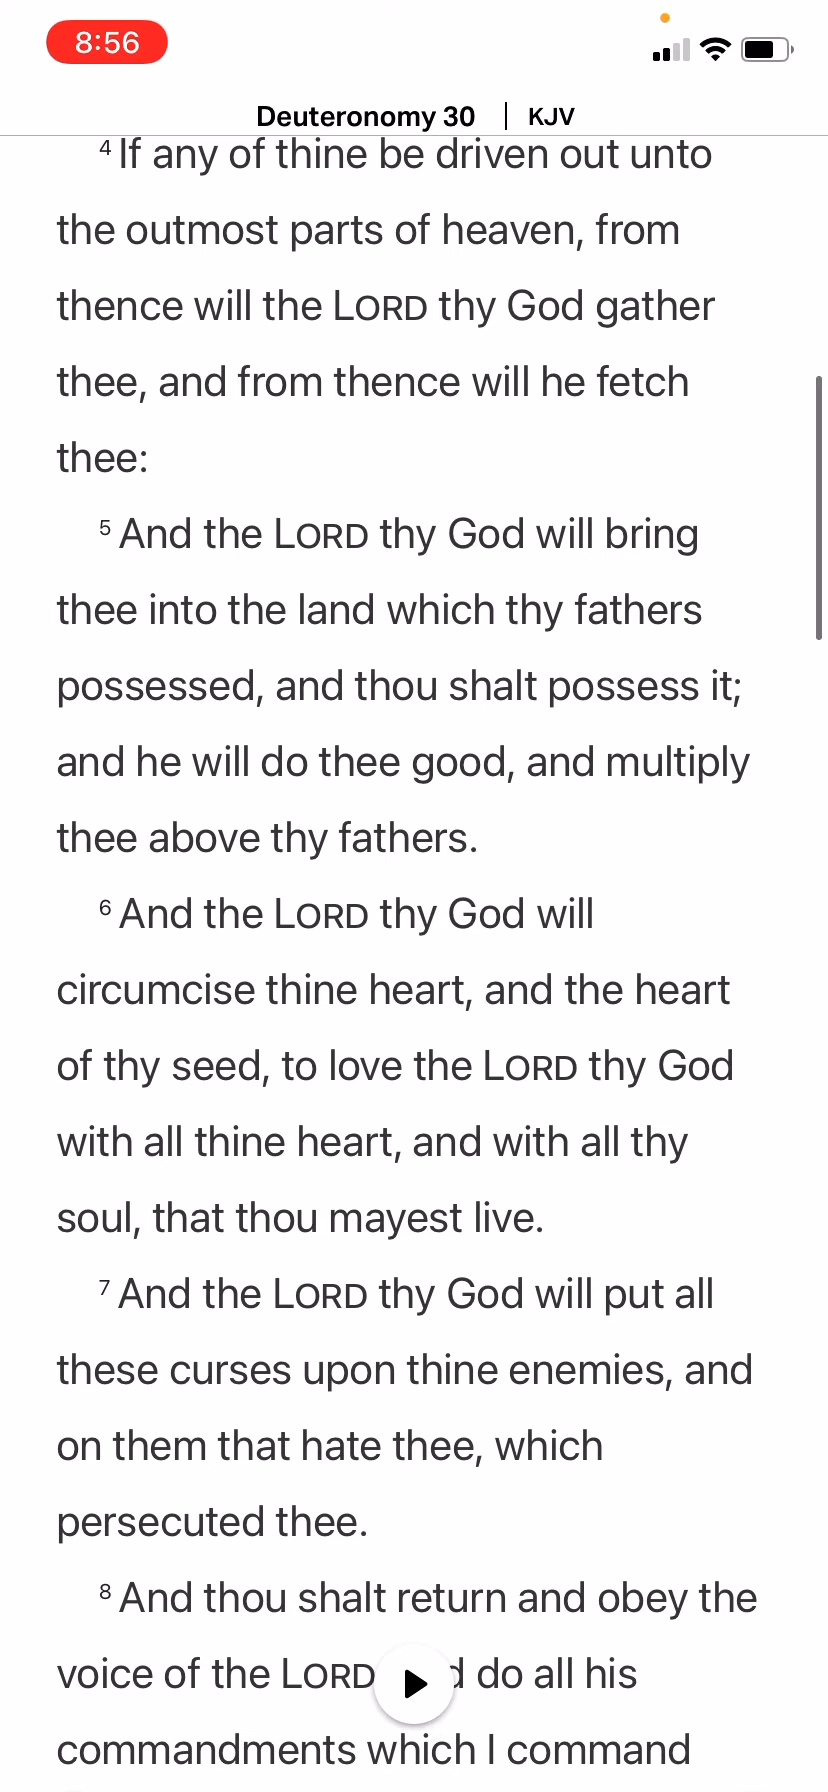 8:56
Deuteronomy 30 | KJV
4 If any of thine be driven out unto
the outmost parts of heaven, from
thence will the LORD thy God gather
thee, and from thence will he fetch
thee:
5 And the LORD thy God will bring
thee into the land which thy fathers
possessed, and thou shalt possess it;
and he will do thee good, and multiply
thee above thy fathers.
6 And the LORD thy God will
circumcise thine heart, and the heart
of thy seed, to love the LORD thy God
with all thine heart, and with all thy
soul, that thou mayest live.
7 And the LORD thy God will put all
these curses upon thine enemies, and
on them that hate thee, which
persecuted thee.
8 And thou shalt return and obey the
voice of the LORD do all his
commandments which I command